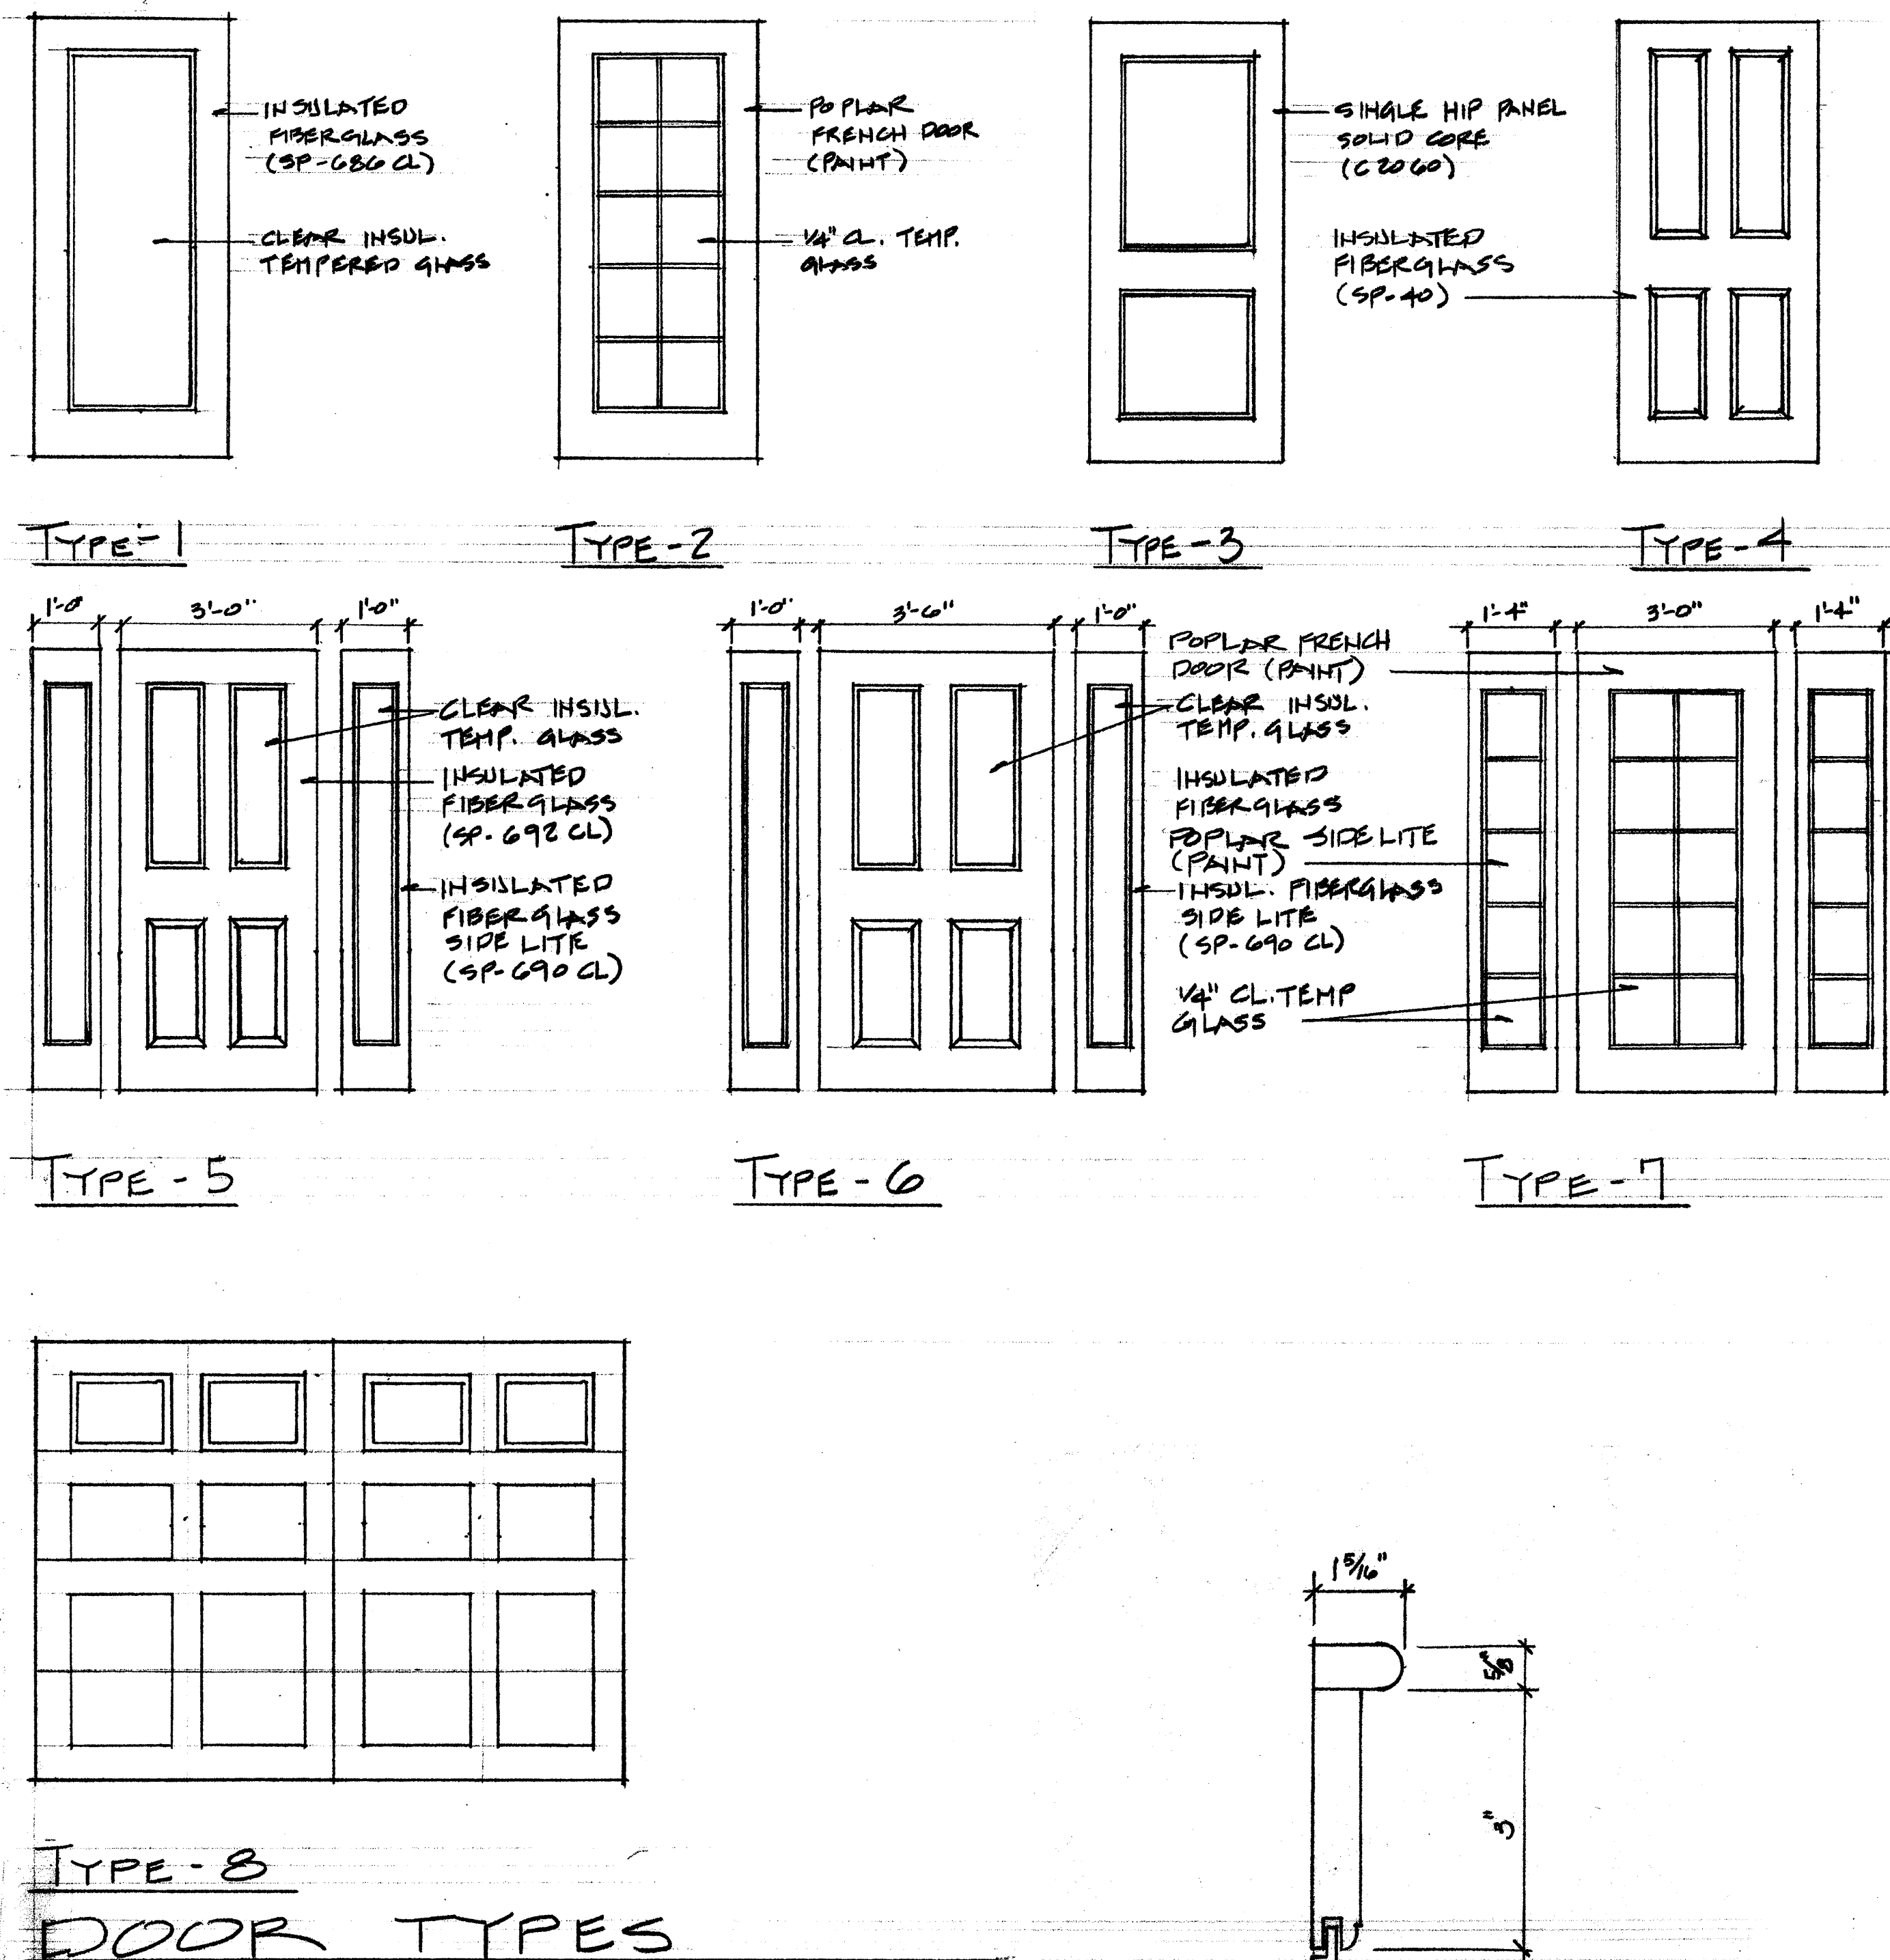 INSULATED
FIBERGLASS
(SP-686 CL)
CLEAR INSUL.
TEMPERED GLASS
TYPE-1
POPLAR
FRENCH DOOR
(PAINT)
1/4" CL. TEMP.
GLASS
TYPE-2
SINGLE HIP PANEL
SOLID CORE
(C2060)
TYPE-3
INSULATED
FIBERGLASS
(SP-40)
TYPE-4
1'-0" 3'-0" 1'-0"
CLEAR INSUL.
TEMP. GLASS
INSULATED
FIBERGLASS
(SP-692 CL)
INSULATED
FIBERGLASS
SIDE LITE
(SP-690 CL)
TYPE-5
1'-0" 3'-6" 1'-0"
POPLAR FRENCH
DOOR (PAINT)
CLEAR INSUL.
TEMP. GLASS
INSULATED
FIBERGLASS
POPLAR SIDE LITE
(PAINT)
INSUL. FIBERGLASS
SIDE LITE
(SP-690 CL)
1/4" CL. TEMP
GLASS
TYPE-6
1'-4" 3'-0" 1'-4"
TYPE-7
TYPE-8
DOOR TYPES
1 5/16"
5/8"
3"